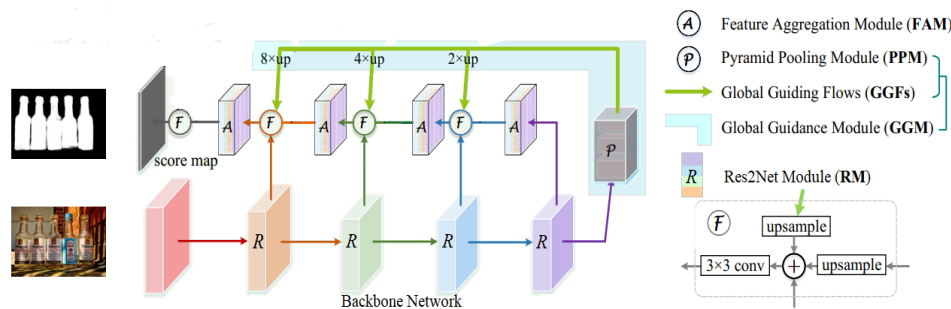 8×up
4×up
2×up
F
A
F
A
F
A
F
A
P
score map
R
R
R
R
Backbone Network
A Feature Aggregation Module (FAM)
P Pyramid Pooling Module (PPM)
Global Guiding Flows (GGFs)
Global Guidance Module (GGM)
R Res2Net Module (RM)
F
upsample
3×3 conv
+
upsample